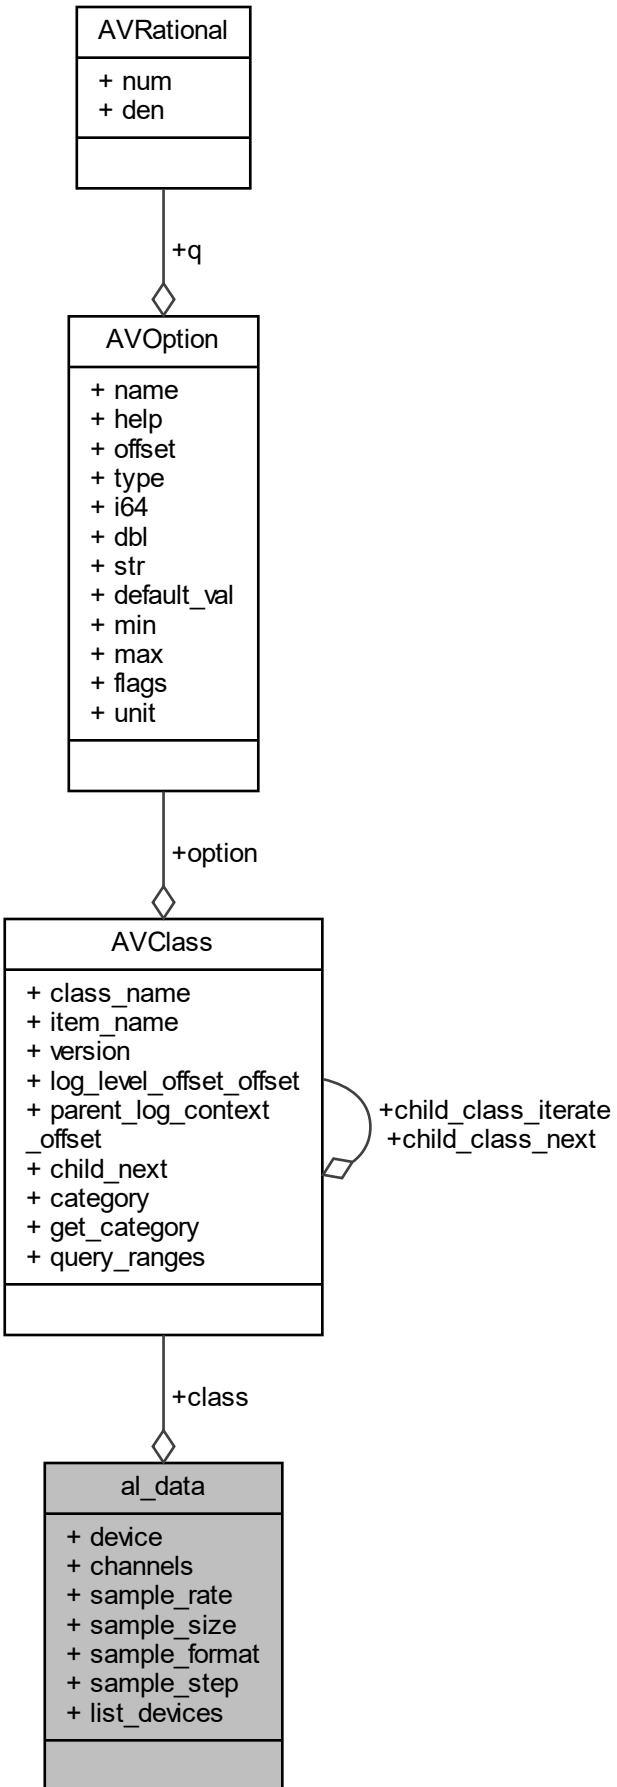 AVRational
+ num
+ den
+q
AVOption
+ name
+ help
+ offset
+ type
+ i64
+ dbl
+ str
+ default_val
+ min
+ max
+ flags
+ unit
+option
AVClass
+ class_name
+ item_name
+ version
+ log_level_offset_offset
+ parent_log_context
_offset
+ child_next
+ category
+ get_category
+ query_ranges
+child_class_iterate
+child_class_next
+class
al_data
+ device
+ channels
+ sample_rate
+ sample_size
+ sample_format
+ sample_step
+ list_devices